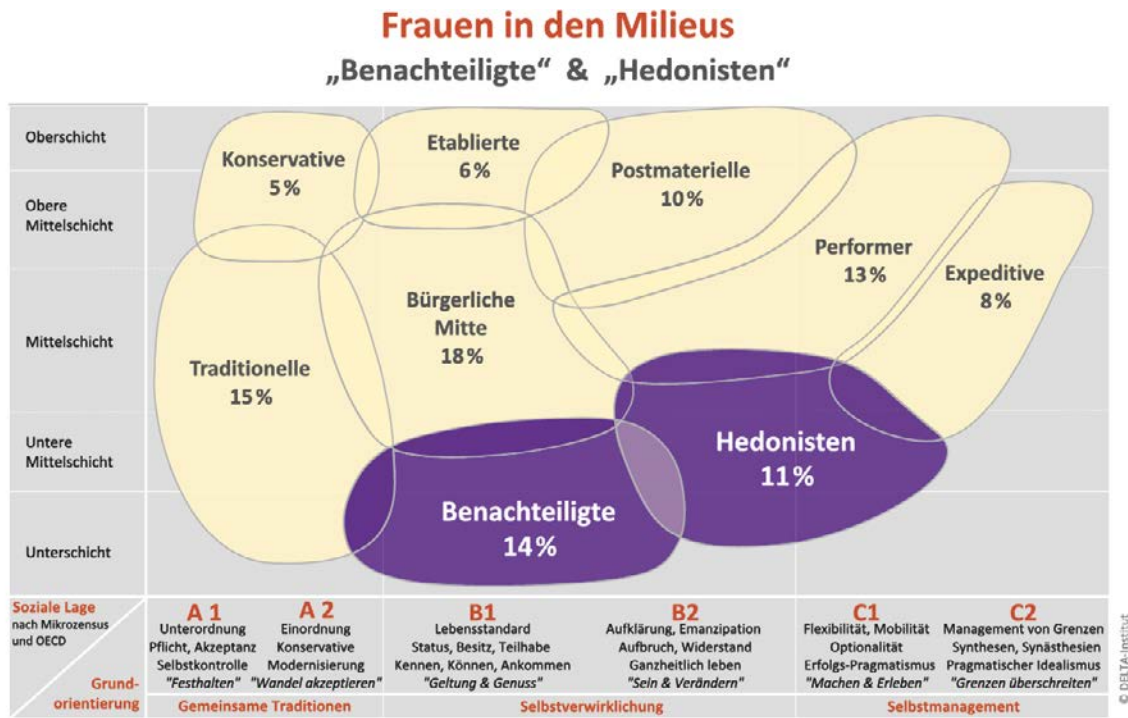 Frauen in den Milieus
„Benachteiligte“ & „Hedonisten“
Oberschicht
Obere
Mittelschicht
Mittelschicht
Untere
Mittelschicht
Unterschicht
Konservative
5 %
Etablierte
6 %
Postmaterielle
10 %
Performer
13 %
Expeditive
8 %
Traditionelle
15 %
Bürgerliche
Mitte
18 %
Benachteiligte
14 %
Hedonisten
11 %
Soziale Lage
nach Mikrozensus
und OECD
Grund-
orientierung
A 1
Unterordnung
Pflicht, Akzeptanz
Selbstkontrolle
"Festhalten"
A 2
Einordnung
Konservative
Modernisierung
"Wandel akzeptieren"
B1
Lebensstandard
Status, Besitz, Teilhabe
Kennen, Können, Ankommen
"Geltung & Genuss"
B2
Aufklärung, Emanzipation
Aufbruch, Widerstand
Ganzheitlich leben
"Sein & Verändern"
C1
Flexibilität, Mobilität
Optionalität
Erfolgs-Pragmatismus
"Machen & Erleben"
C2
Management von Grenzen
Synthesen, Synästhesien
Pragmatischer Idealismus
"Grenzen überschreiten"
Gemeinsame Traditionen
Selbstverwirklichung
Selbstmanagement
© DELTA-Institut